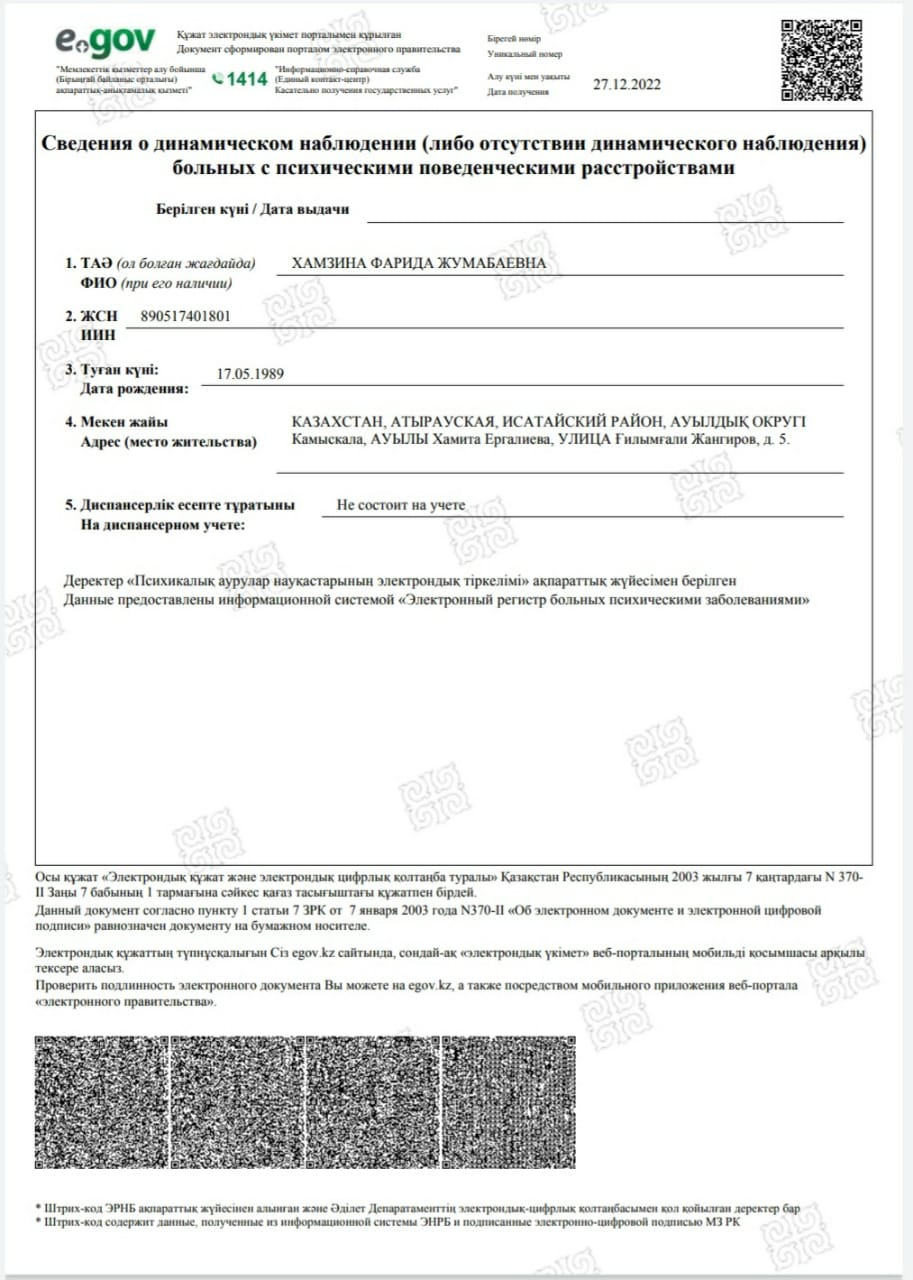 e.gov
Құжат электрондық үкімет порталымен құрылған
Документ сформирован порталом электронного правительства
"Мемлекеттік қызметтер алу бойынша
(Бірыңғай байланыс орталығы)
ақпараттық-анықтамалық қызметі"
1414
"Информационно-справочная служба
(Единый контакт-центр)
Касательно получения государственных услуг"
Бірегей нөмір
Уникальный номер
Алу күні мен уақыты
Дата получения
27.12.2022
Сведения о динамическом наблюдении (либо отсутствии динамического наблюдения)
больных с психическими поведенческими расстройствами
Берілген күні / Дата выдачи
1. ТАӘ (ол болған жағдайда)
ФИО (при его наличии)
ХАМЗИНА ФАРИДА ЖУМАБАЕВНА
2. ЖСН
ИИН
890517401801
3. Туған күні:
Дата рождения:
17.05.1989
4. Мекен жайы
Адрес (место жительства)
КАЗАХСТАН, АТЫРАУСКАЯ, ИСАТАЙСКИЙ РАЙОН, АУЫЛДЫҚ ОКРУГІ
Камыскала, АУЫЛЫ Хамита Ергалиева, УЛИЦА Ғилымғали Жангиров, д. 5.
5. Диспансерлік есепте тұратыны
На диспансерном учете:
Не состоит на учете
Деректер «Психикалық аурулар науқастарының электрондық тіркелімі» ақпараттық жүйесімен берілген
Данные предоставлены информационной системой «Электронный регистр больных психическими заболеваниями»
Осы құжат «Электрондық құжат және электрондық цифрлық қолтаңба туралы» Қазақстан Республикасының 2003 жылғы 7 қаңтардағы N 370-
II Заңы 7 бабының 1 тармағына сәйкес қағаз тасығыштағы құжатпен бірдей.
Данный документ согласно пункту 1 статьи 7 ЗРК от 7 января 2003 года N370-II «Об электронном документе и электронной цифровой
подписи» равнозначен документу на бумажном носителе.
Электрондық құжаттың түпнұсқалығын Сіз egov.kz сайтында, сондай-ақ «электрондық үкімет» веб-порталының мобильді қосымшасы арқылы
тексере аласыз.
Проверить подлинность электронного документа Вы можете на egov.kz, а также посредством мобильного приложения веб-портала
«электронного правительства».
* Штрих-код ЭРНБ ақпараттық жүйесінен алынған және Әділет Департаменттің электрондық-цифрлық қолтаңбасымен қол қойылған деректер бар
* Штрих-код содержит данные, полученные из информационной системы ЭНРБ и подписанные электронно-цифровой подписью МЗ РК